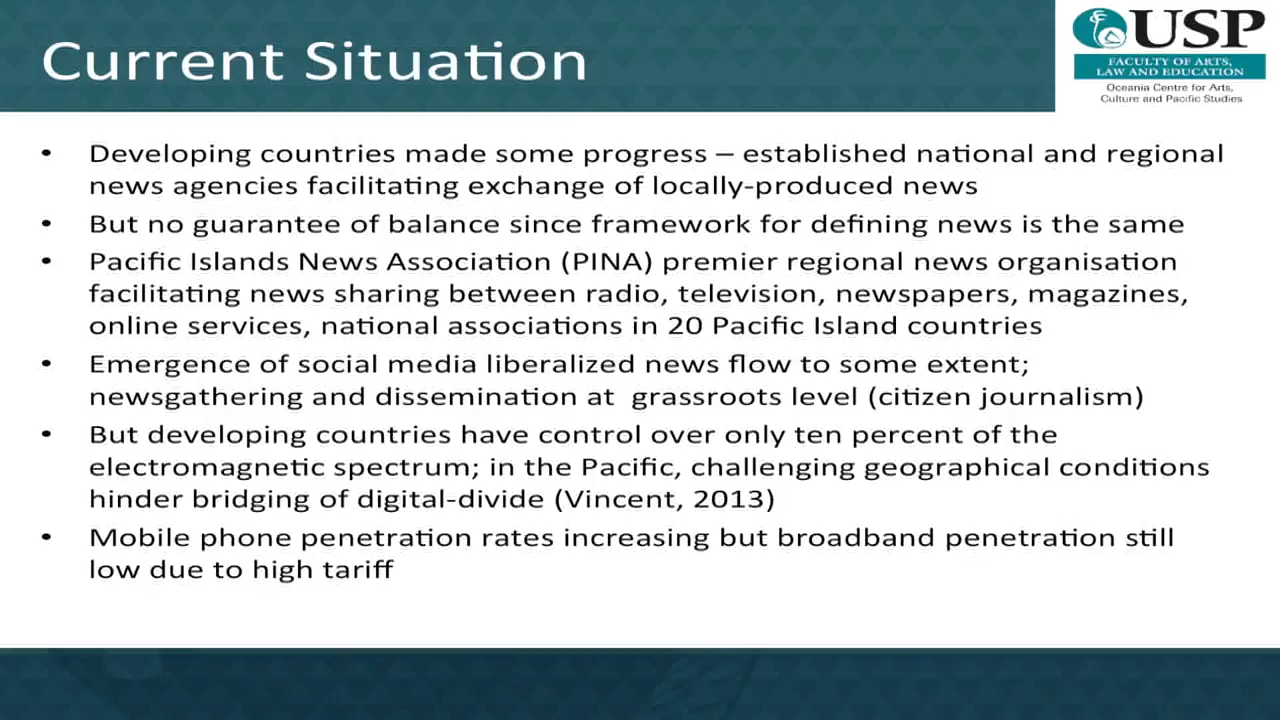 Current Situation
USP
FACULTY OF ARTS,
LAW AND EDUCATION
Oceania Centre for Arts,
Culture and Pacific Studies
• Developing countries made some progress – established national and regional
news agencies facilitating exchange of locally-produced news
• But no guarantee of balance since framework for defining news is the same
• Pacific Islands News Association (PINA) premier regional news organisation
facilitating news sharing between radio, television, newspapers, magazines,
online services, national associations in 20 Pacific Island countries
• Emergence of social media liberalized news flow to some extent;
newsgathering and dissemination at  grassroots level (citizen journalism)
• But developing countries have control over only ten percent of the
electromagnetic spectrum; in the Pacific, challenging geographical conditions
hinder bridging of digital-divide (Vincent, 2013)
• Mobile phone penetration rates increasing but broadband penetration still
low due to high tariff